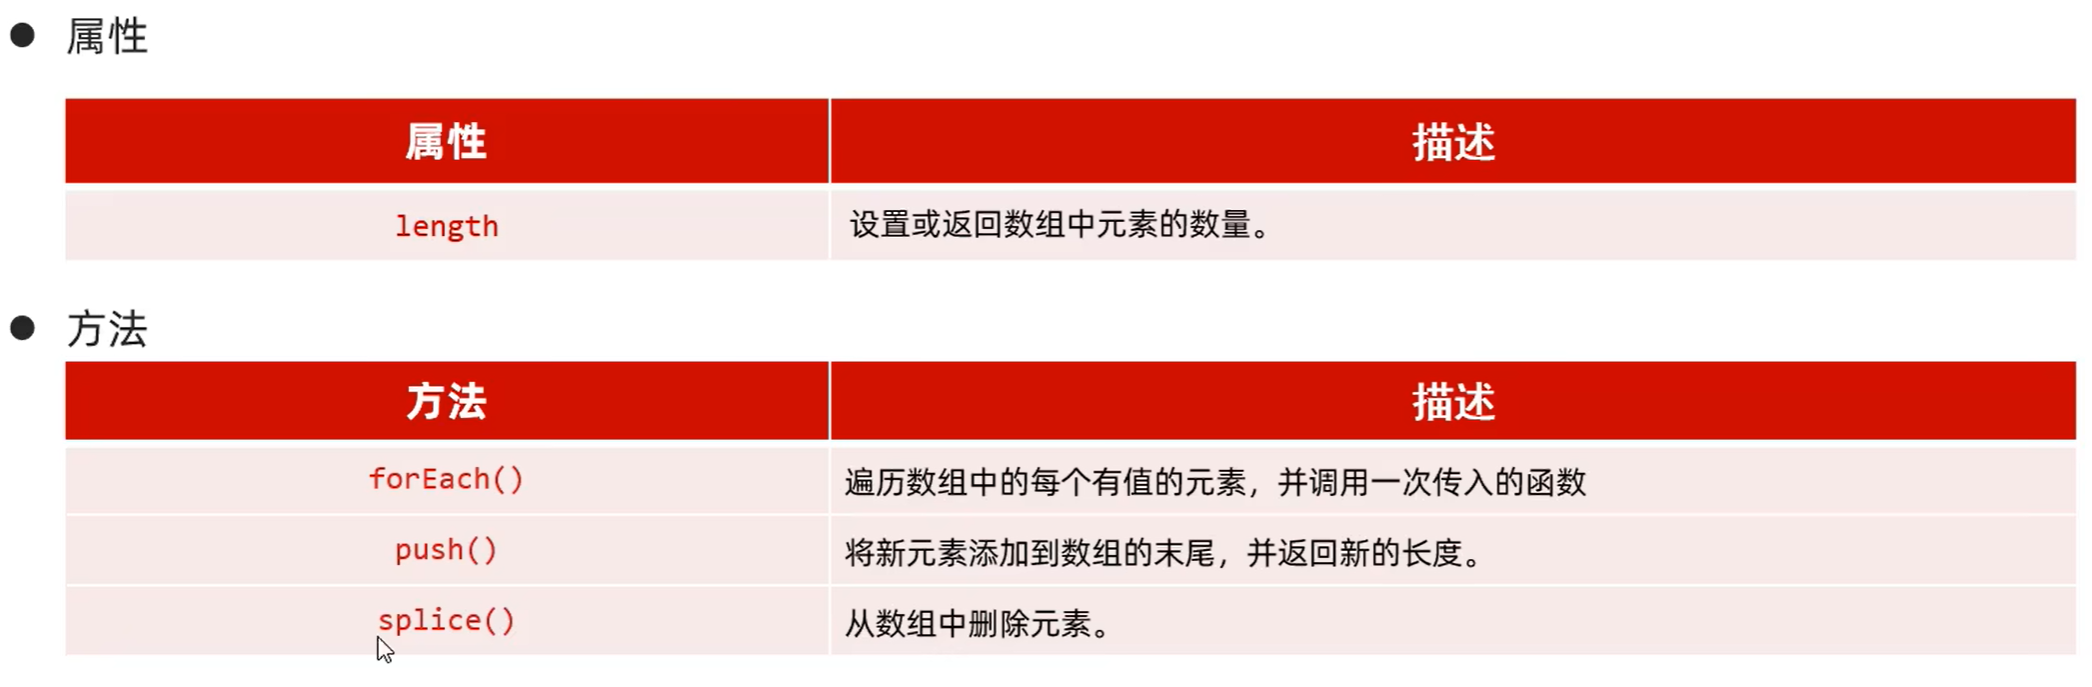 属性
属性 描述
length 设置或返回数组中元素的数量。
方法
方法 描述
forEach() 遍历数组中的每个有值的元素，并调用一次传入的函数
push() 将新元素添加到数组的末尾，并返回新的长度。
splice() 从数组中删除元素。